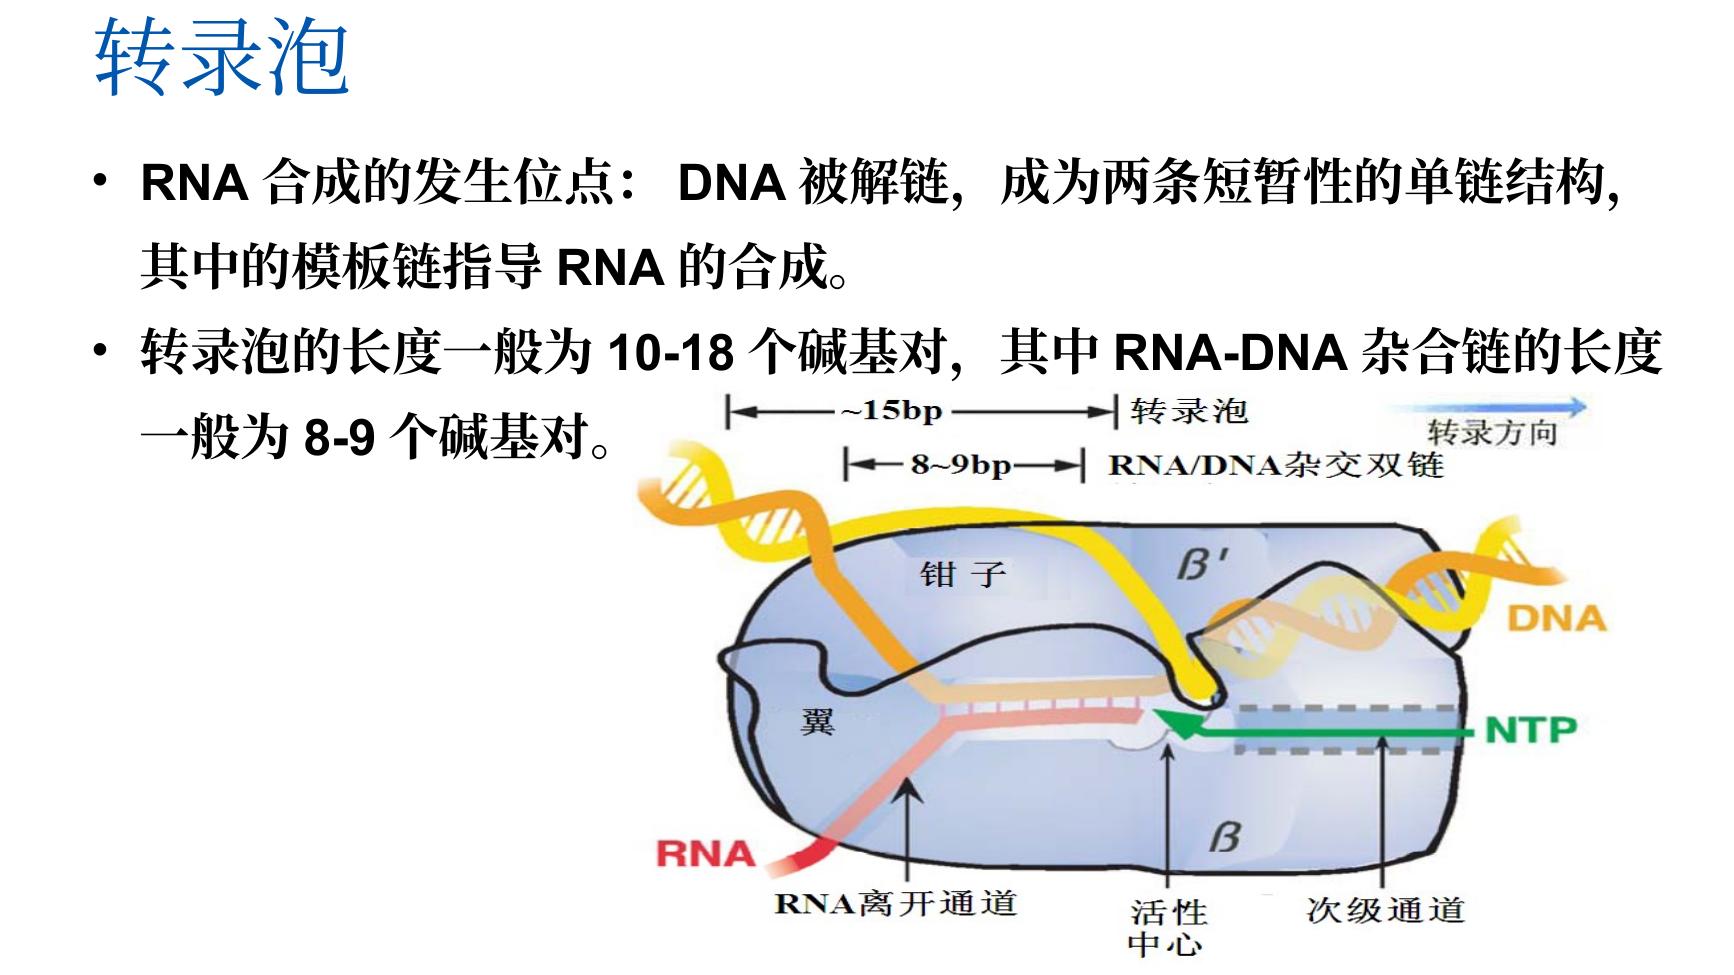 转录泡
• RNA 合成的发生位点： DNA 被解链，成为两条短暂性的单链结构，
其中的模板链指导 RNA 的合成。
• 转录泡的长度一般为 10-18 个碱基对，其中 RNA-DNA 杂合链的长度
一般为 8-9 个碱基对。
~15bp 转录泡
转录方向
8~9bp RNA/DNA杂交双链
钳 子
β'
DNA
翼
NTP
β
RNA
RNA离开通道
活性
中心
次级通道